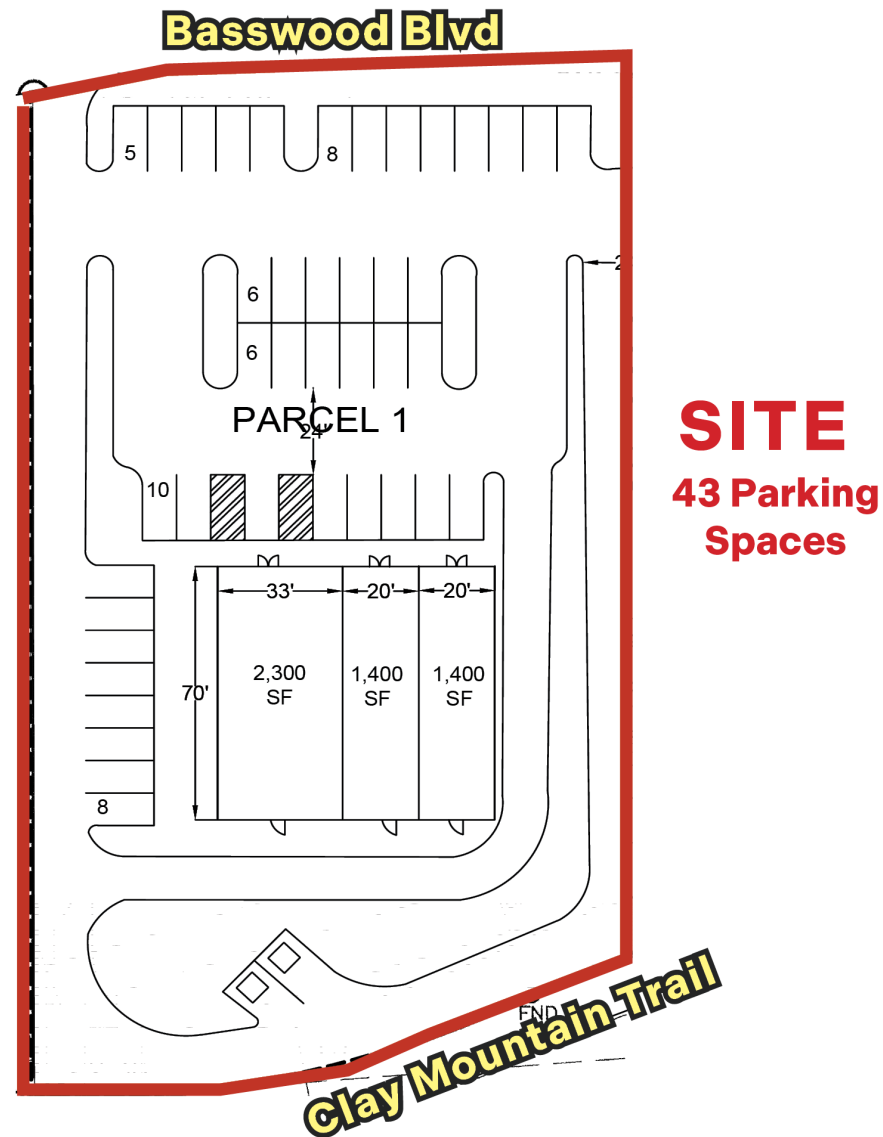 Basswood Blvd
5
8
2
6
6
PARCEL 1
24'
SITE
43 Parking
Spaces
10
33'
20'
20'
70'
2,300
SF
1,400
SF
1,400
SF
8
FND
Clay Mountain Trail